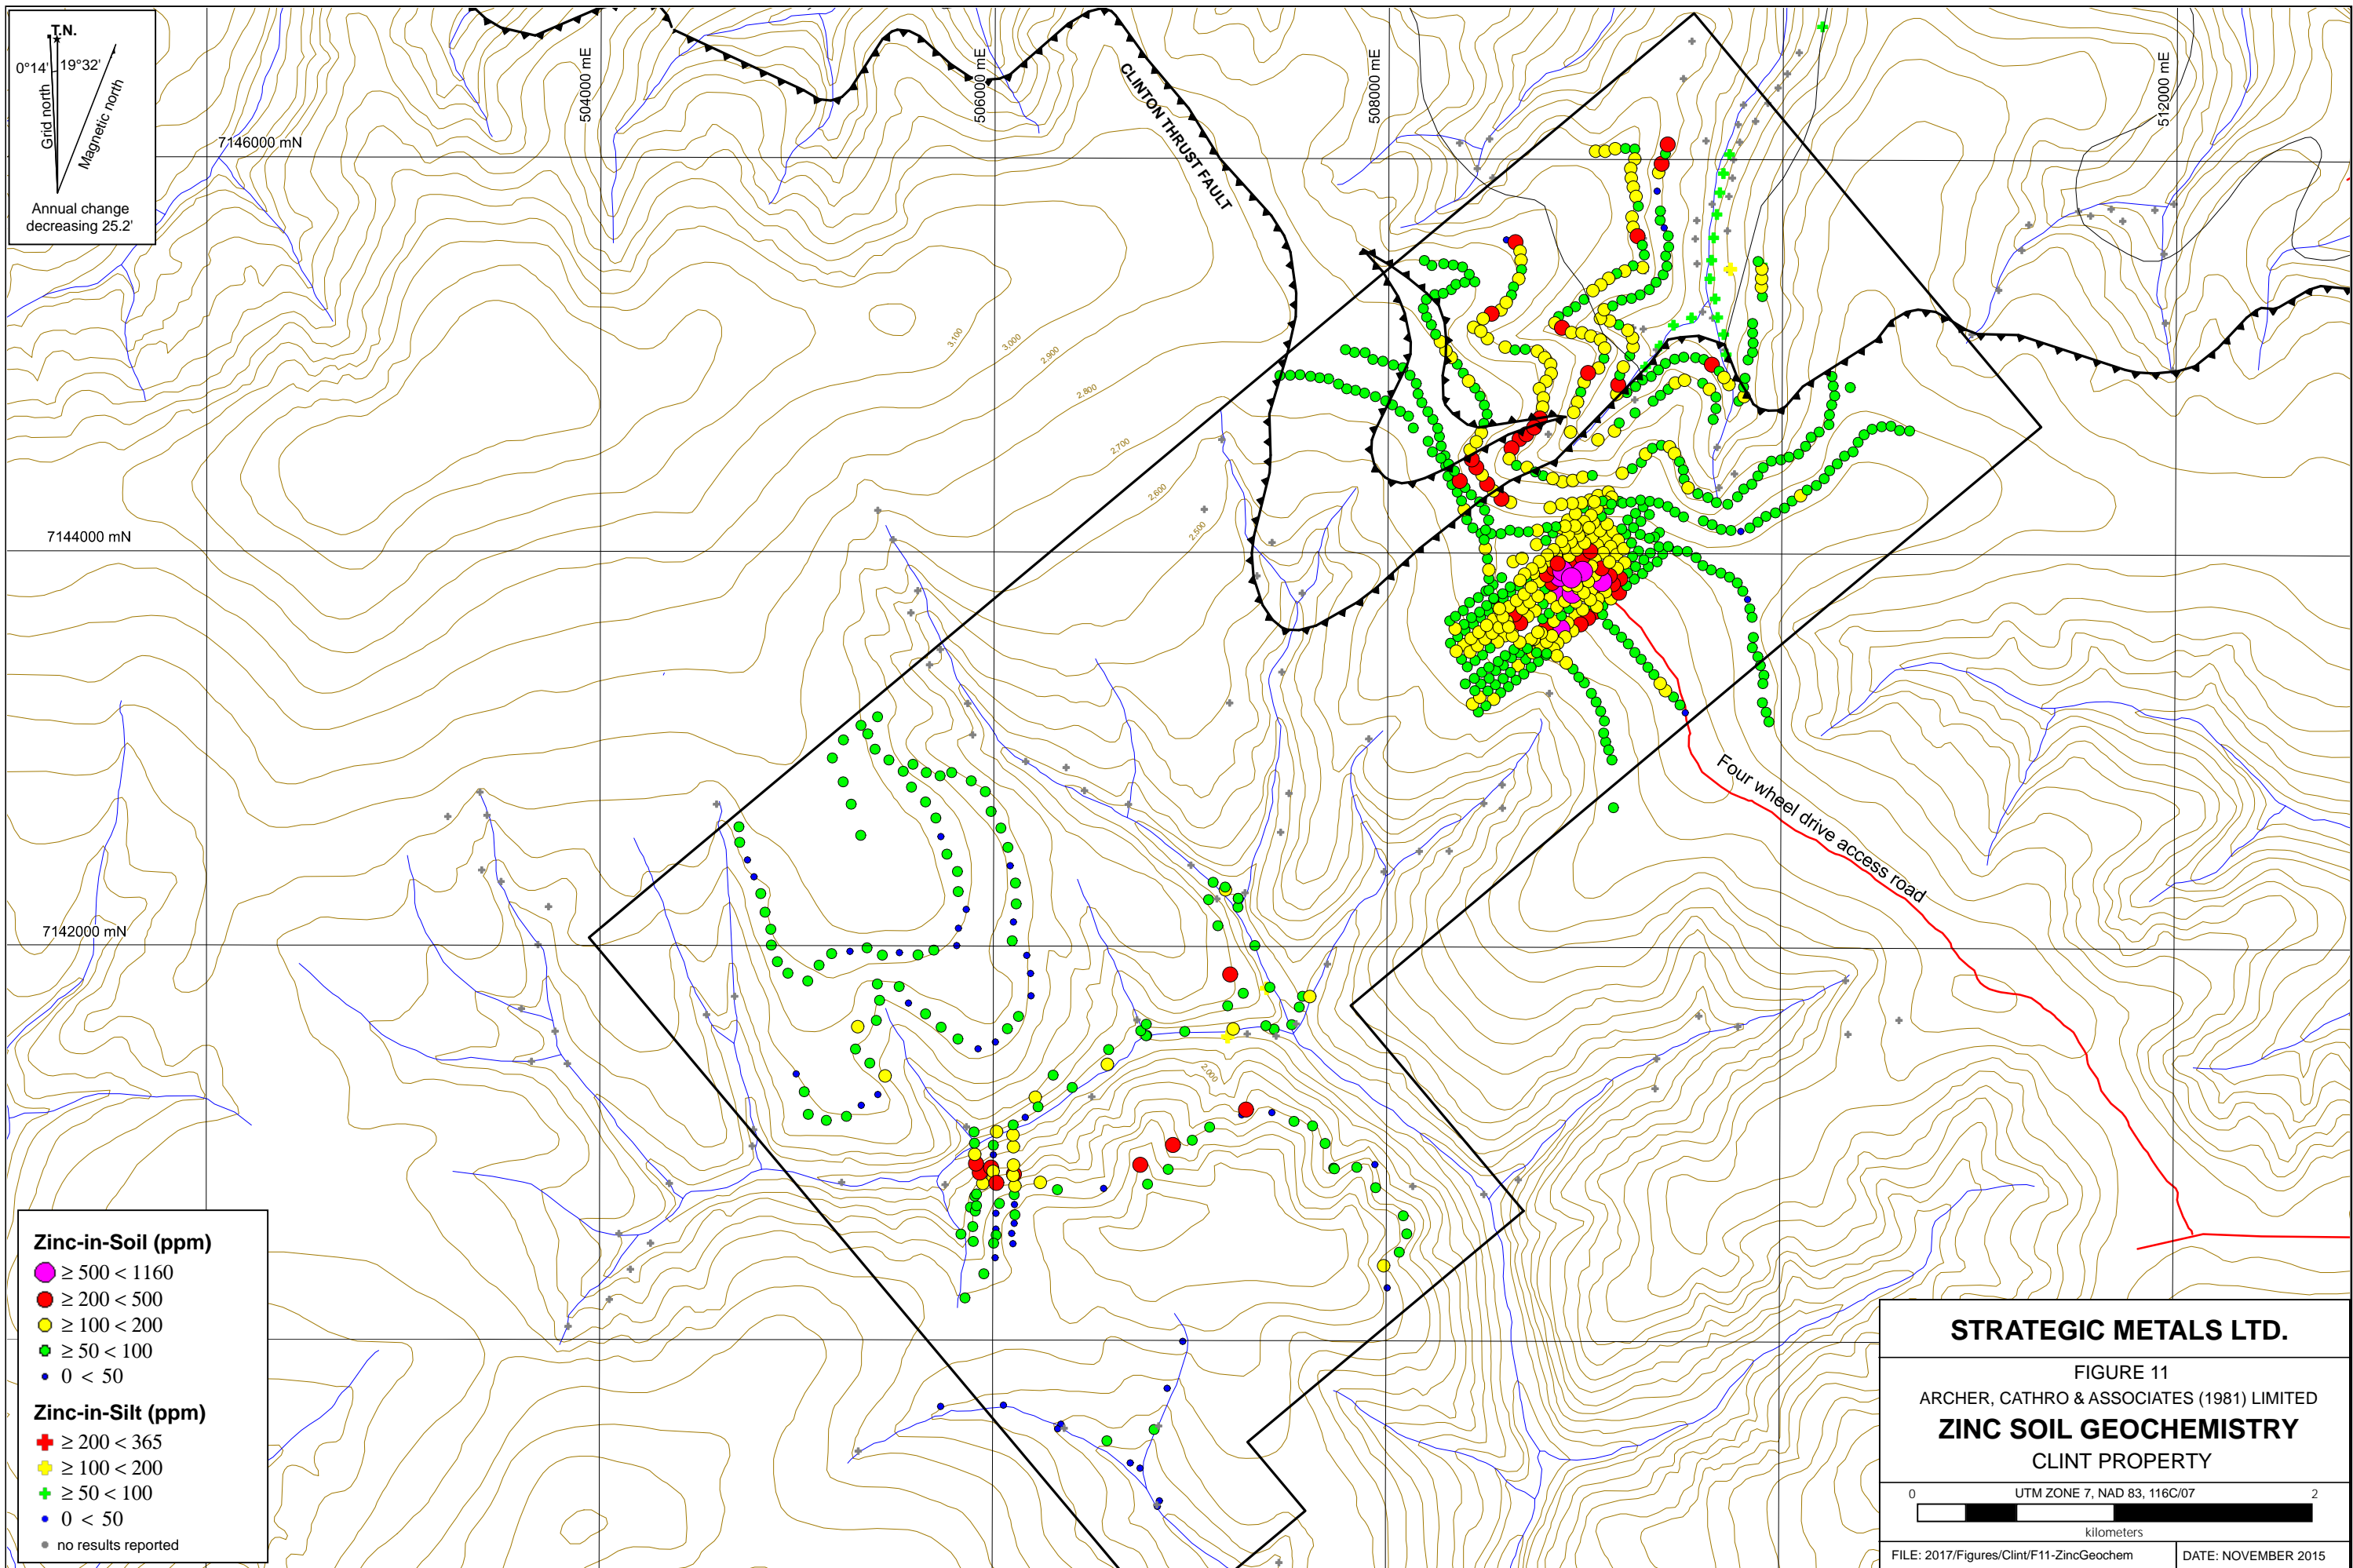 T.N.
0°14'
19°32'
Grid north
Magnetic north
Annual change
decreasing 25.2'
504000 mE
506000 mE
508000 mE
512000 mE
7146000 mN
7144000 mN
7142000 mN
CLINTON THRUST FAULT
3,100
3,000
2,900
2,800
2,700
2,600
2,500
2,000
Four wheel drive access road
Zinc-in-Soil (ppm)
≥ 500 < 1160
≥ 200 < 500
≥ 100 < 200
≥ 50 < 100
0 < 50
Zinc-in-Silt (ppm)
≥ 200 < 365
≥ 100 < 200
≥ 50 < 100
0 < 50
no results reported
STRATEGIC METALS LTD.
FIGURE 11
ARCHER, CATHRO & ASSOCIATES (1981) LIMITED
ZINC SOIL GEOCHEMISTRY
CLINT PROPERTY
0 UTM ZONE 7, NAD 83, 116C/07 2
kilometers
FILE: 2017/Figures/Clint/F11-ZincGeochem
DATE: NOVEMBER 2015